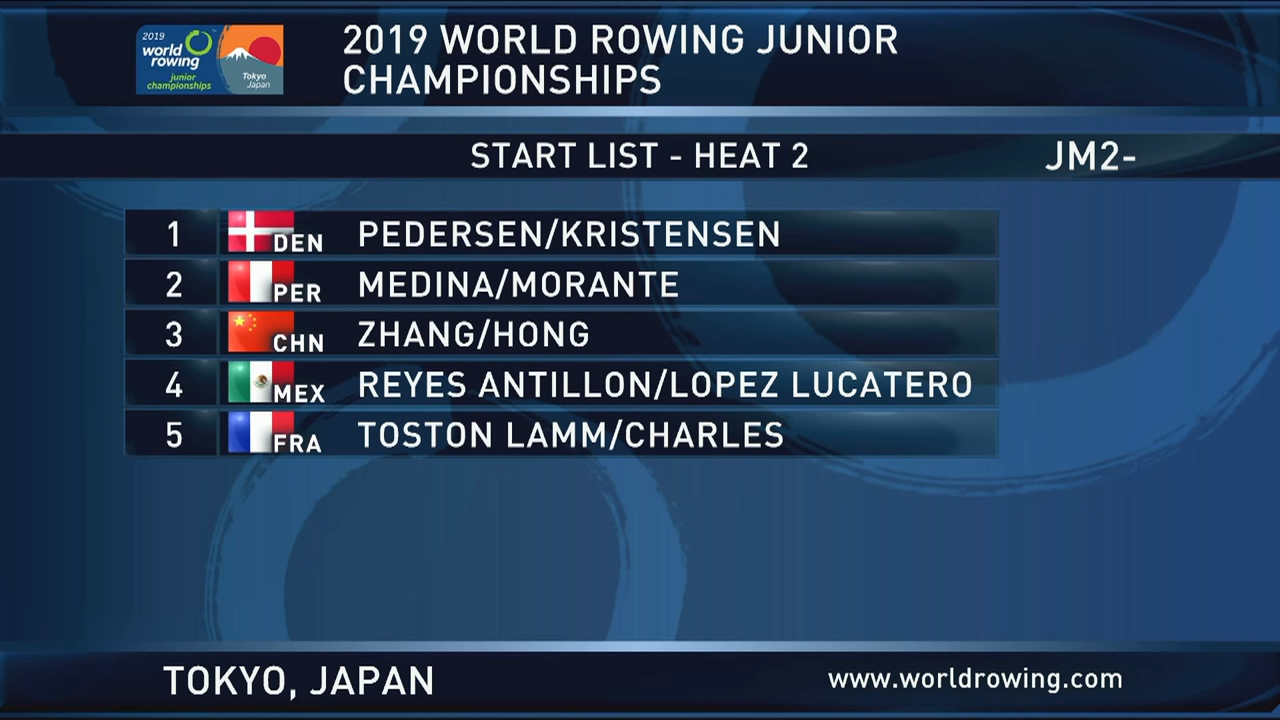 2019
world
rowing
junior
championships
Tokyo
Japan
2019 WORLD ROWING JUNIOR
CHAMPIONSHIPS
START LIST - HEAT 2 JM2-
1 DEN PEDERSEN/KRISTENSEN
2 PER MEDINA/MORANTE
3 CHN ZHANG/HONG
4 MEX REYES ANTILLON/LOPEZ LUCATERO
5 FRA TOSTON LAMM/CHARLES
TOKYO, JAPAN www.worldrowing.com